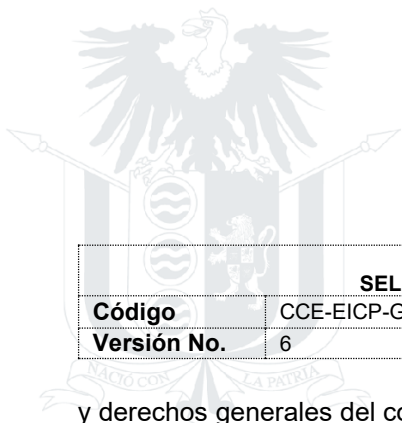 SEL
Código CCE-EICP-G
Versión No. 6
NACIÓ CON LA PATRIA
y derechos generales del co